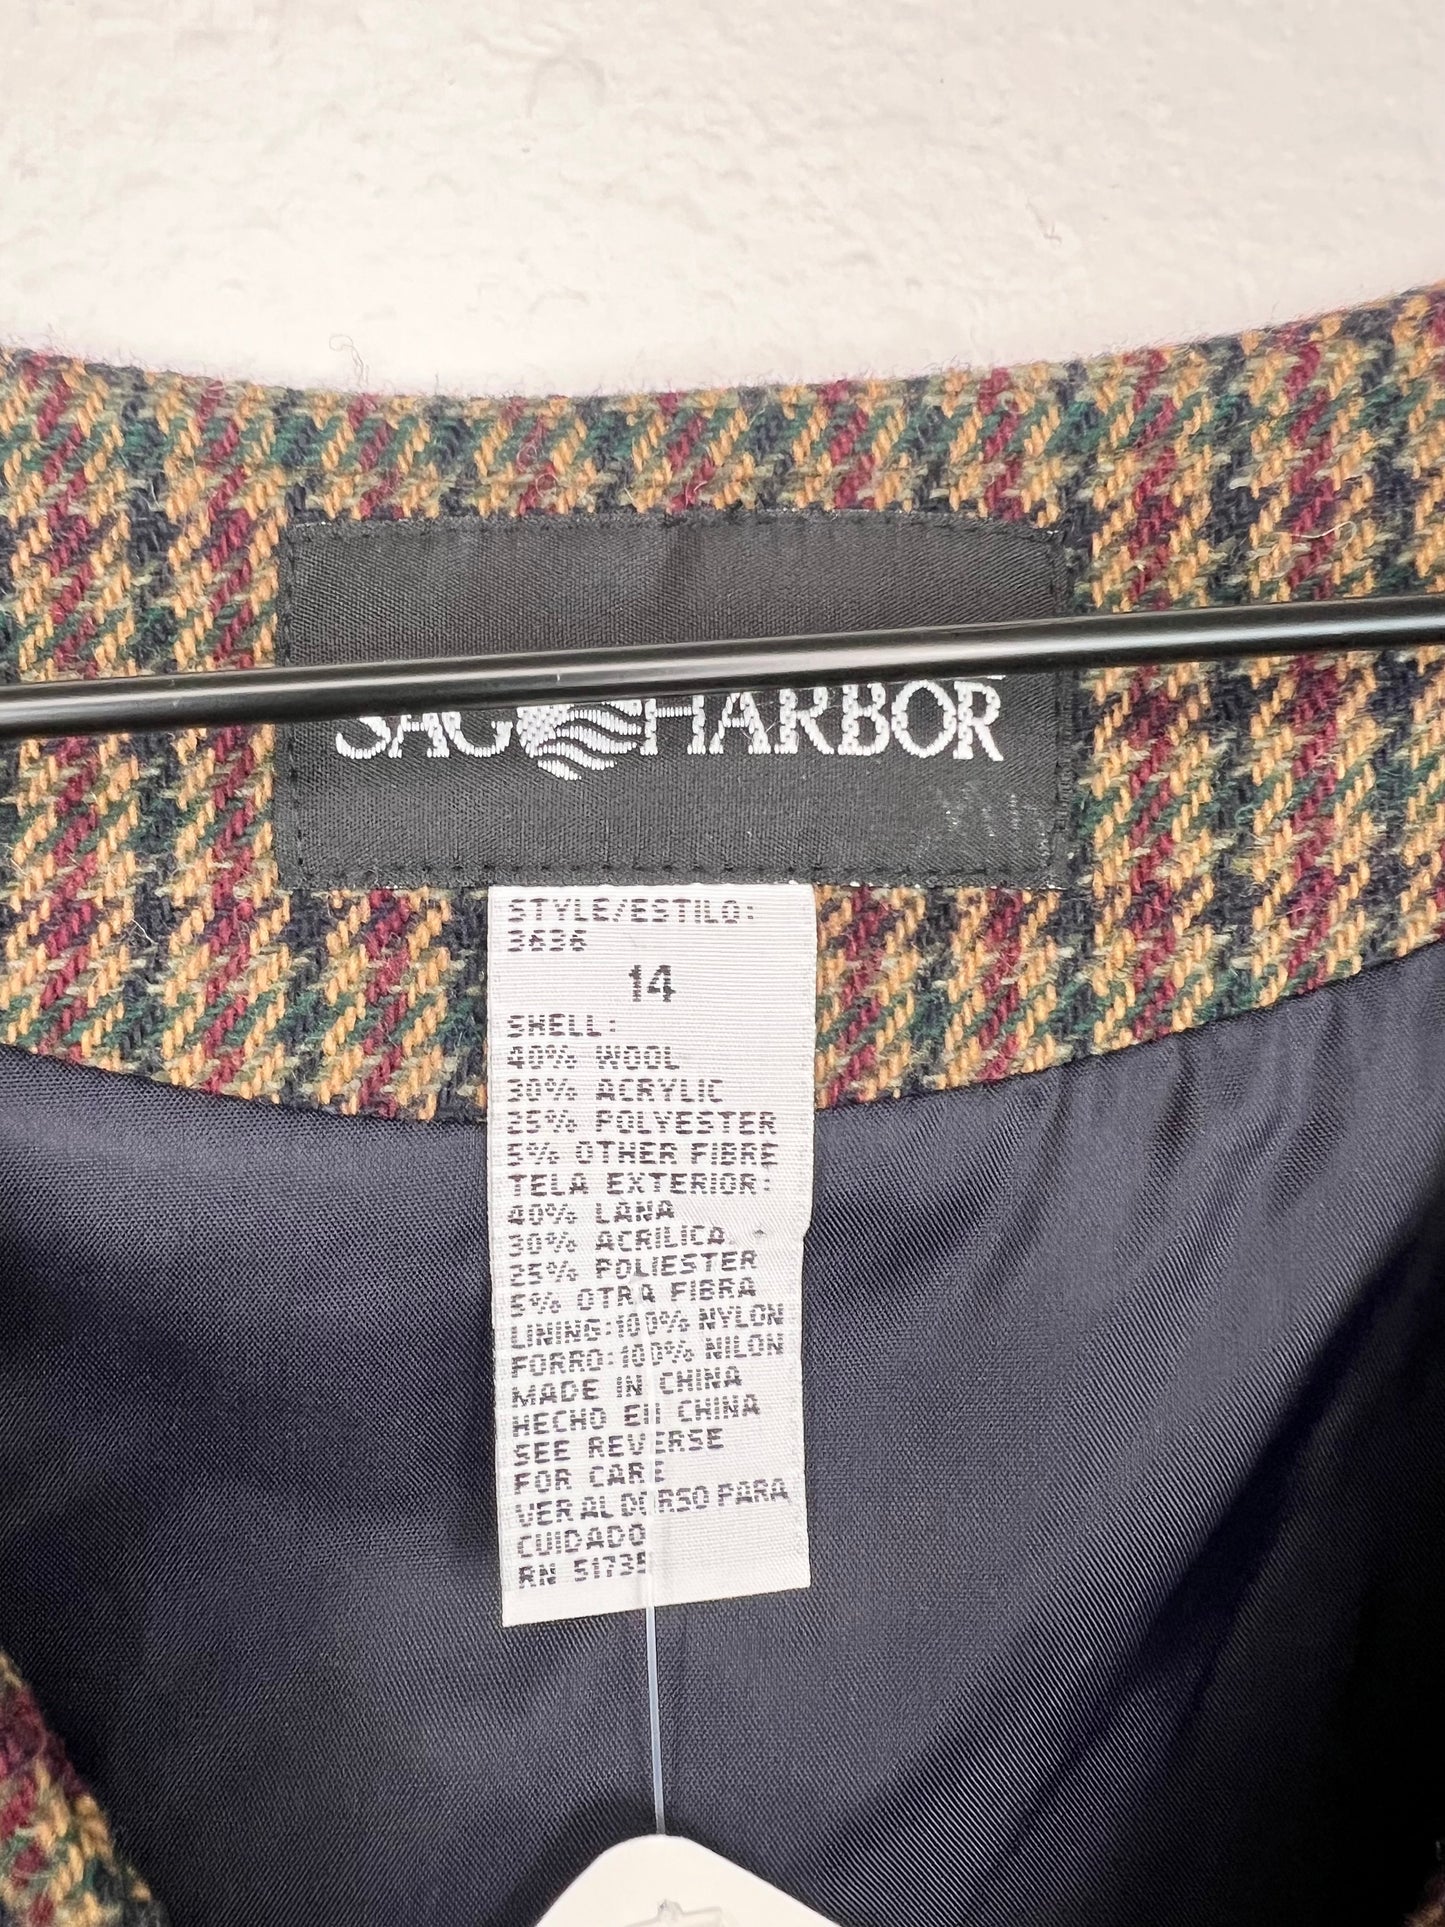 SAG HARBOR
STYLE/ESTILO:
3636
14
SHELL:
40% WOOL
30% ACRYLIC
25% POLYESTER
5% OTHER FIBRE
TELA EXTERIOR:
40% LANA
30% ACRILICA
25% POLIESTER
5% OTRA FIBRA
LINING:100% NYLON
FORRO:100% NILON
MADE IN CHINA
HECHO EN CHINA
SEE REVERSE
FOR CARE
VER AL DORSO PARA
CUIDADO
RN 51735